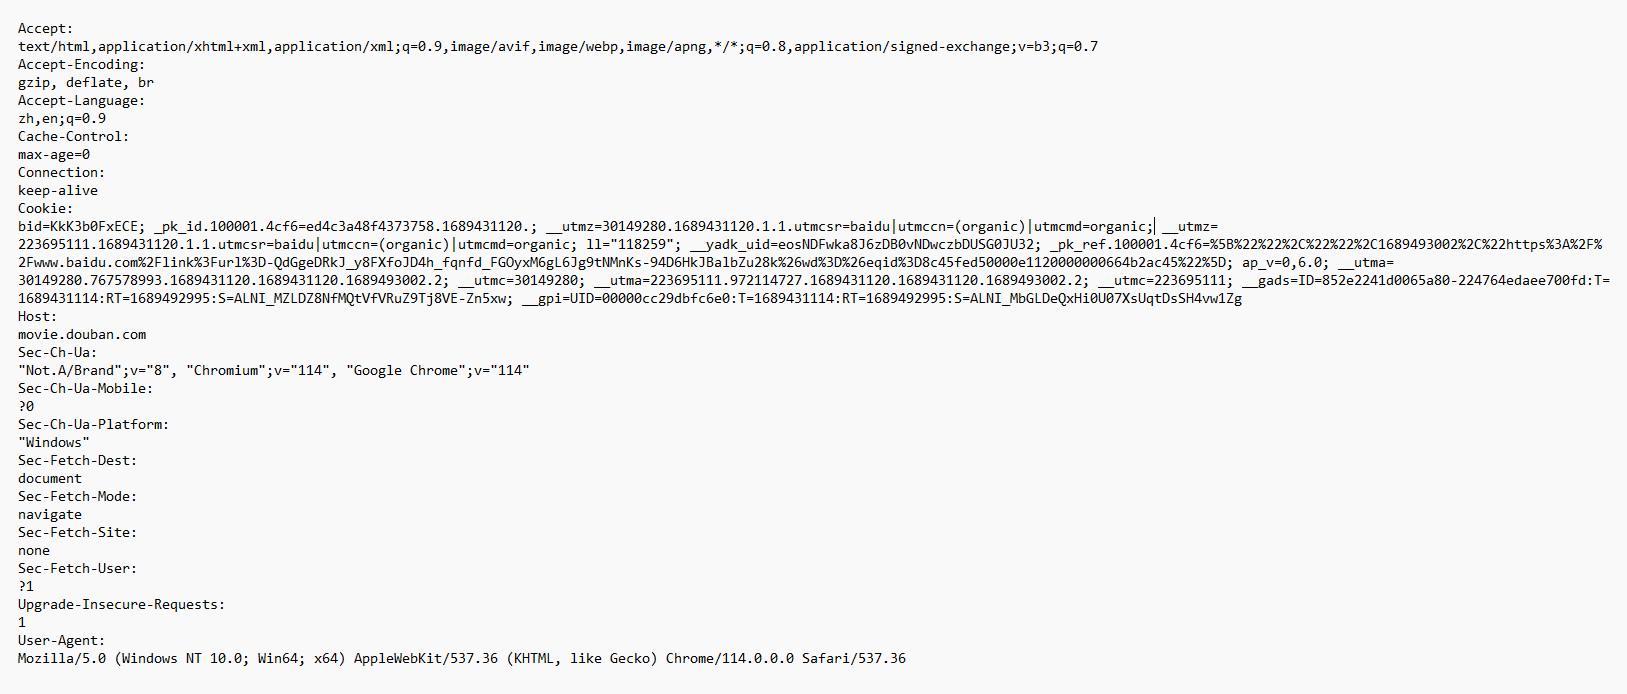 Accept:
text/html,application/xhtml+xml,application/xml;q=0.9,image/avif,image/webp,image/apng,*/*;q=0.8,application/signed-exchange;v=b3;q=0.7
Accept-Encoding:
gzip, deflate, br
Accept-Language:
zh,en;q=0.9
Cache-Control:
max-age=0
Connection:
keep-alive
Cookie:
bid=KkK3b0FxECE; _pk_id.100001.4cf6=ed4c3a48f4373758.1689431120.; __utmz=30149280.1689431120.1.1.utmcsr=baidu|utmccn=(organic)|utmcmd=organic; __utmz=
223695111.1689431120.1.1.utmcsr=baidu|utmccn=(organic)|utmcmd=organic; ll="118259"; __yadk_uid=eosNDFwka8J6zDB0vNDwczbDUSG0JU32; _pk_ref.100001.4cf6=%5B%22%22%2C%22%22%2C1689493002%2C%22https%3A%2F%
2Fwww.baidu.com%2Flink%3Furl%3D-QdGgeDRkJ_y8FXfoJD4h_fqnfd_FGOyxM6gL6Jg9tNMnKs-94D6HkJBalbZu28k%26wd%3D%26eqid%3D8c45fed50000e1120000000664b2ac45%22%5D; ap_v=0,6.0; __utma=
30149280.767578993.1689431120.1689431120.1689493002.2; __utmc=30149280; __utma=223695111.972114727.1689431120.1689431120.1689493002.2; __utmc=223695111; __gads=ID=852e2241d0065a80-224764edaee700fd:T=
1689431114:RT=1689492995:S=ALNI_MZLDZ8NfMQtVfVRuZ9Tj8VE-Zn5xw; __gpi=UID=00000cc29dbfc6e0:T=1689431114:RT=1689492995:S=ALNI_MbGLDeQxHi0U07XsUqtDsSH4vw1Zg
Host:
movie.douban.com
Sec-Ch-Ua:
"Not.A/Brand";v="8", "Chromium";v="114", "Google Chrome";v="114"
Sec-Ch-Ua-Mobile:
?0
Sec-Ch-Ua-Platform:
"Windows"
Sec-Fetch-Dest:
document
Sec-Fetch-Mode:
navigate
Sec-Fetch-Site:
none
Sec-Fetch-User:
?1
Upgrade-Insecure-Requests:
1
User-Agent:
Mozilla/5.0 (Windows NT 10.0; Win64; x64) AppleWebKit/537.36 (KHTML, like Gecko) Chrome/114.0.0.0 Safari/537.36